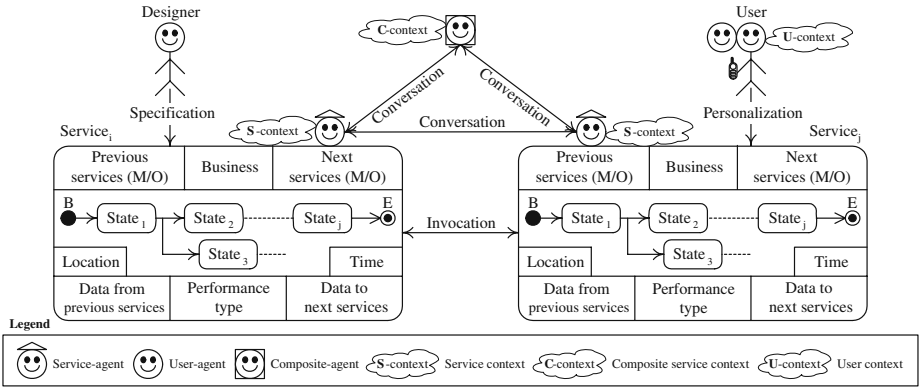 Designer
User
C-context
U-context
Conversation
Conversation
Specification
Personalization
S-context
Conversation
S-context
Service i
Service j
Previous services (M/O)
Business
Next services (M/O)
B
E
State 1
State 2
State j
State 3
Location
Time
Data from previous services
Performance type
Data to next services
Invocation
Previous services (M/O)
Business
Next services (M/O)
B
E
State 1
State 2
State j
State 3
Location
Time
Data from previous services
Performance type
Data to next services
Legend
Service-agent
User-agent
Composite-agent
S-context
Service context
C-context
Composite service context
U-context
User context